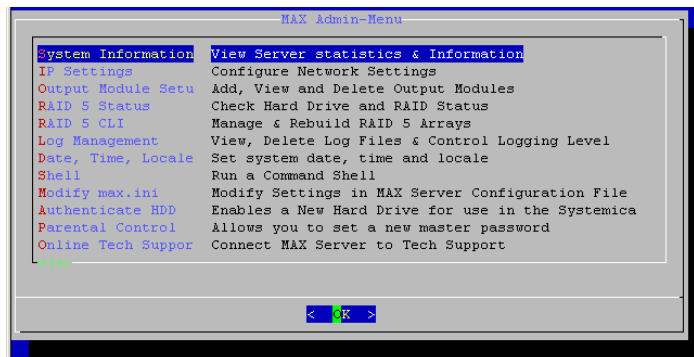 MAX Admin-Menu
System Information View Server statistics & Information
IP Settings Configure Network Settings
Output Module Setu Add, View and Delete Output Modules
RAID 5 Status Check Hard Drive and RAID Status
RAID 5 CLI Manage & Rebuild RAID 5 Arrays
Log Management View, Delete Log Files & Control Logging Level
Date, Time, Locale Set system date, time and locale
Shell Run a Command Shell
Modify max.ini Modify Settings in MAX Server Configuration File
Authenticate HDD Enables a New Hard Drive for use in the Systemica
Parental Control Allows you to set a new master password
Online Tech Suppor Connect MAX Server to Tech Support
v(+)
< OK >